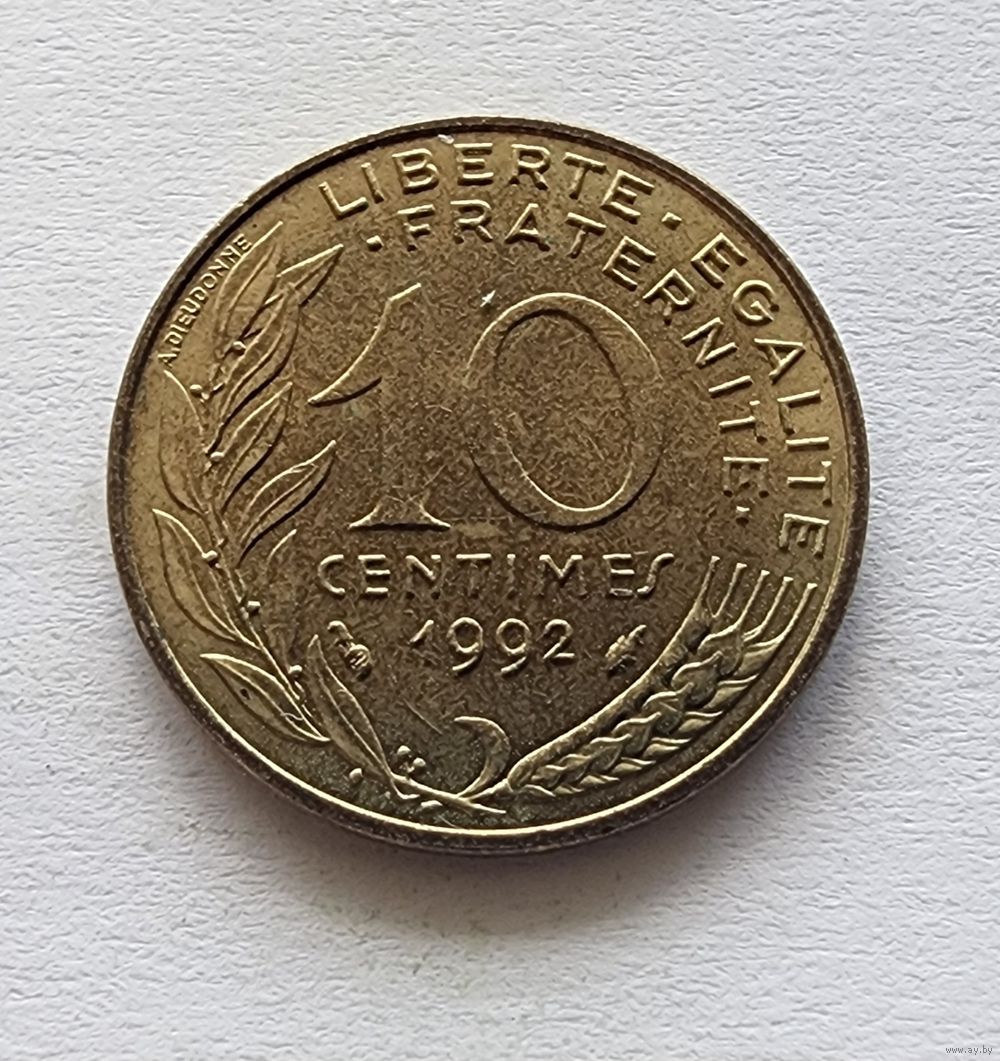 LIBERTE · EGALITE
· FRATERNITE ·
A.DIEUDONNE
10
CENTIMES
1992
www.ay.by